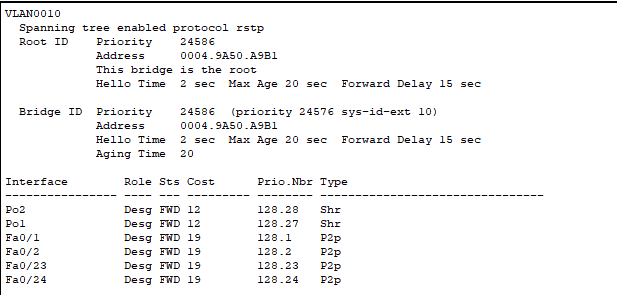 VLAN0010
  Spanning tree enabled protocol rstp
  Root ID    Priority    24586
             Address     0004.9A50.A9B1
             This bridge is the root
             Hello Time  2 sec  Max Age 20 sec  Forward Delay 15 sec

  Bridge ID  Priority    24586  (priority 24576 sys-id-ext 10)
             Address     0004.9A50.A9B1
             Hello Time  2 sec  Max Age 20 sec  Forward Delay 15 sec
             Aging Time  20

Interface        Role Sts Cost      Prio.Nbr Type
---------------- ---- --- --------- -------- --------------------------------
Po2              Desg FWD 12        128.28   Shr
Po1              Desg FWD 12        128.27   Shr
Fa0/1            Desg FWD 19        128.1    P2p
Fa0/2            Desg FWD 19        128.2    P2p
Fa0/23           Desg FWD 19        128.23   P2p
Fa0/24           Desg FWD 19        128.24   P2p